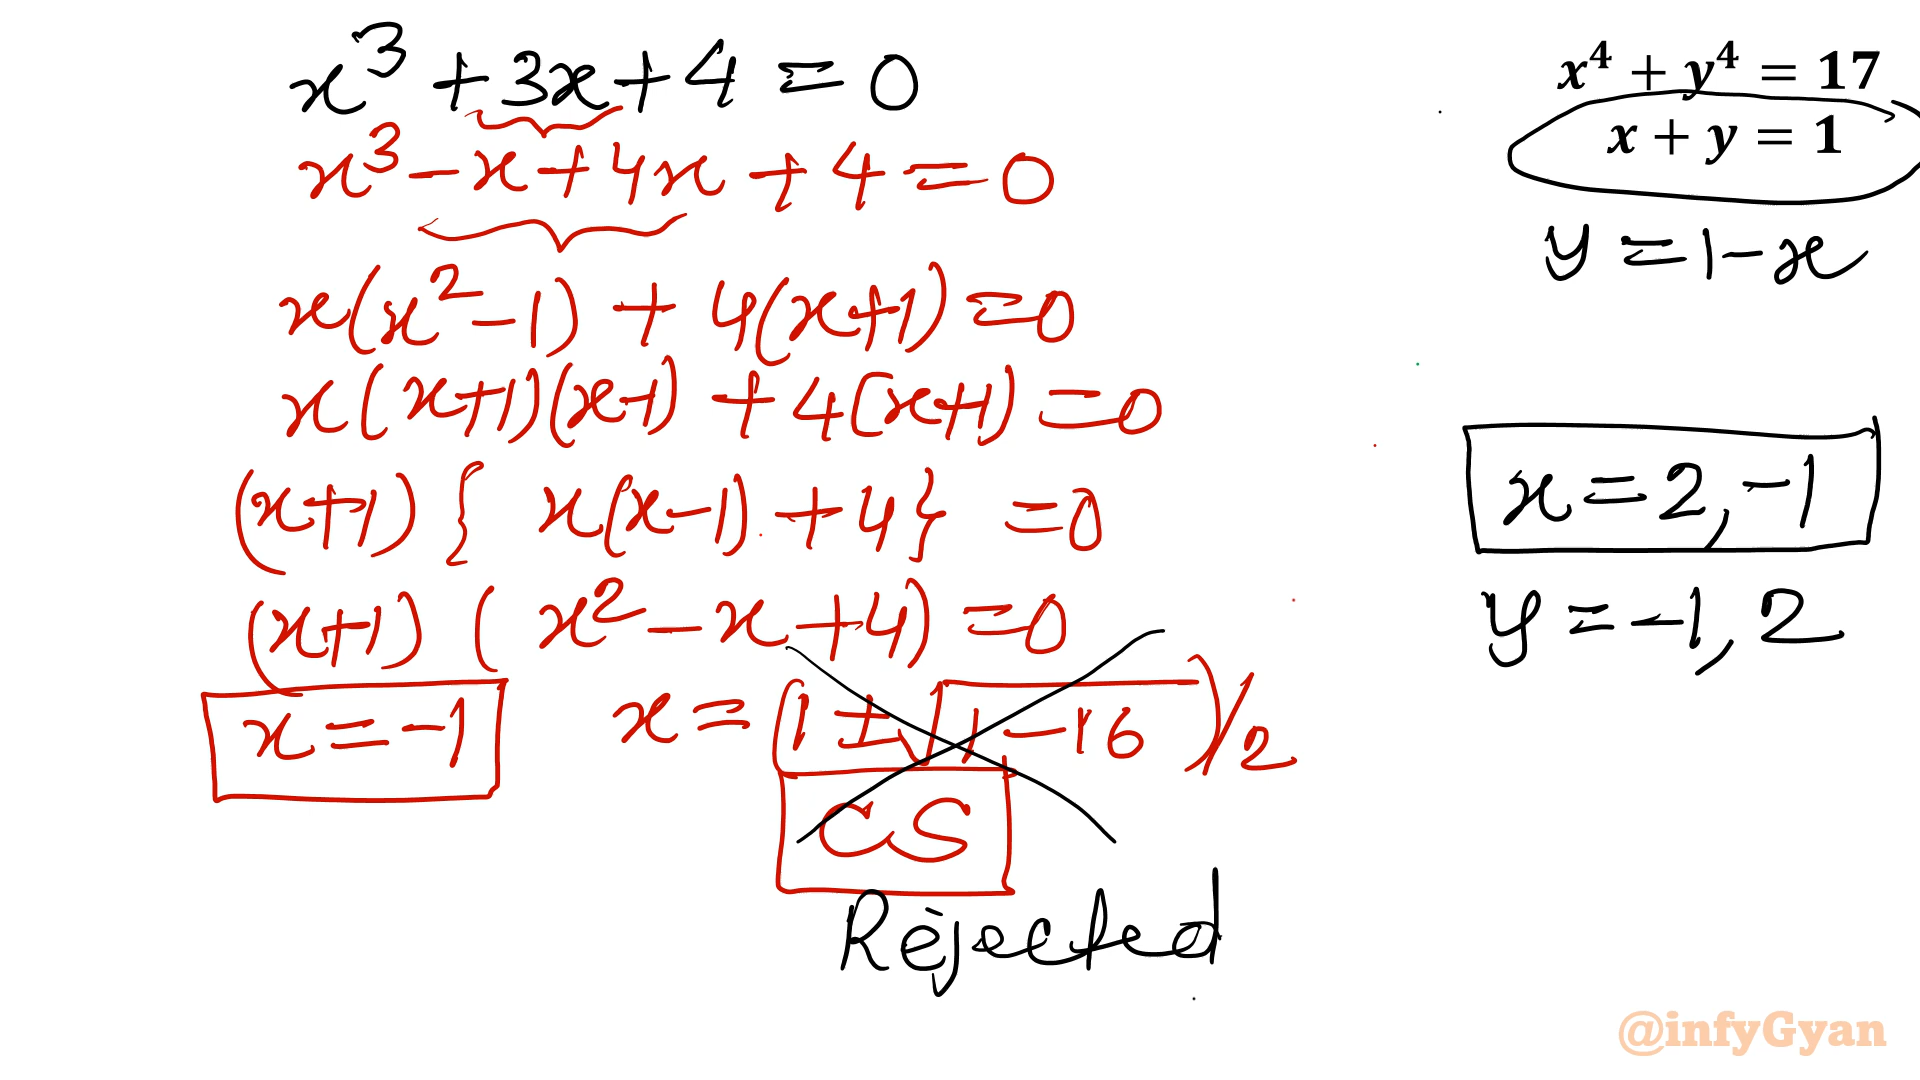 x³ + 3x + 4 = 0
x³ - x + 4x + 4 = 0
x(x² - 1) + 4(x+1) = 0
x(x+1)(x-1) + 4(x+1) = 0
(x+1){ x(x-1) + 4} = 0
(x+1)( x² - x + 4) = 0
x = -1
x = (1 ± √1-16)/2
CS
Rejected
x⁴ + y⁴ = 17
x + y = 1
y = 1 - x
x = 2, -1
y = -1, 2
@infyGyan